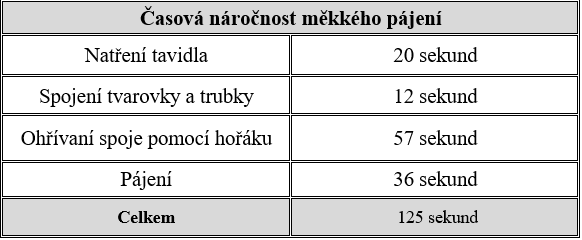 Časová náročnost měkkého pájení
Natření tavidla 20 sekund
Spojení tvarovky a trubky 12 sekund
Ohřívaní spoje pomocí hořáku 57 sekund
Pájení 36 sekund
Celkem 125 sekund